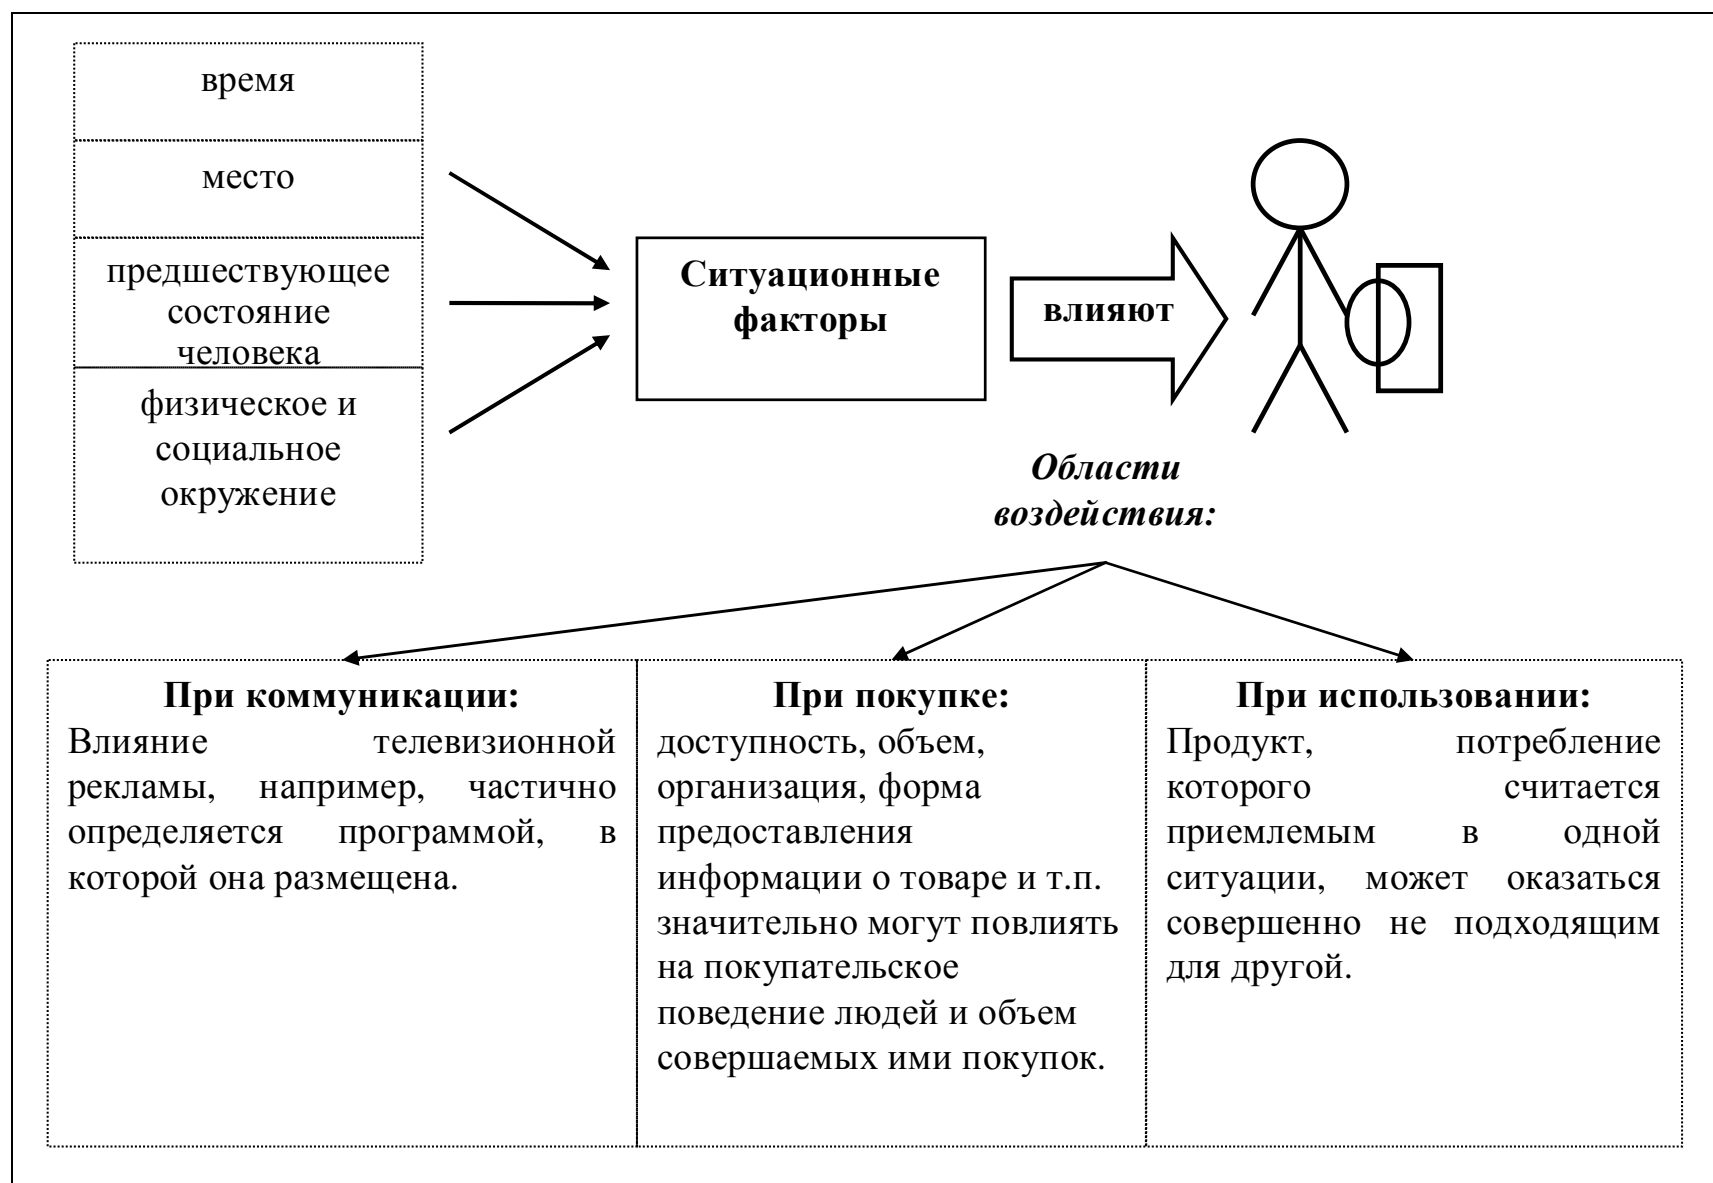 время
место
предшествующее
состояние
человека
физическое и
социальное
окружение
Ситуационные
факторы
влияют
Области
воздействия:
При коммуникации:
Влияние телевизионной
рекламы, например, частично
определяется программой, в
которой она размещена.
При покупке:
доступность, объем,
организация, форма
предоставления
информации о товаре и т.п.
значительно могут повлиять
на покупательское
поведение людей и объем
совершаемых ими покупок.
При использовании:
Продукт, потребление
которого считается
приемлемым в одной
ситуации, может оказаться
совершенно не подходящим
для другой.